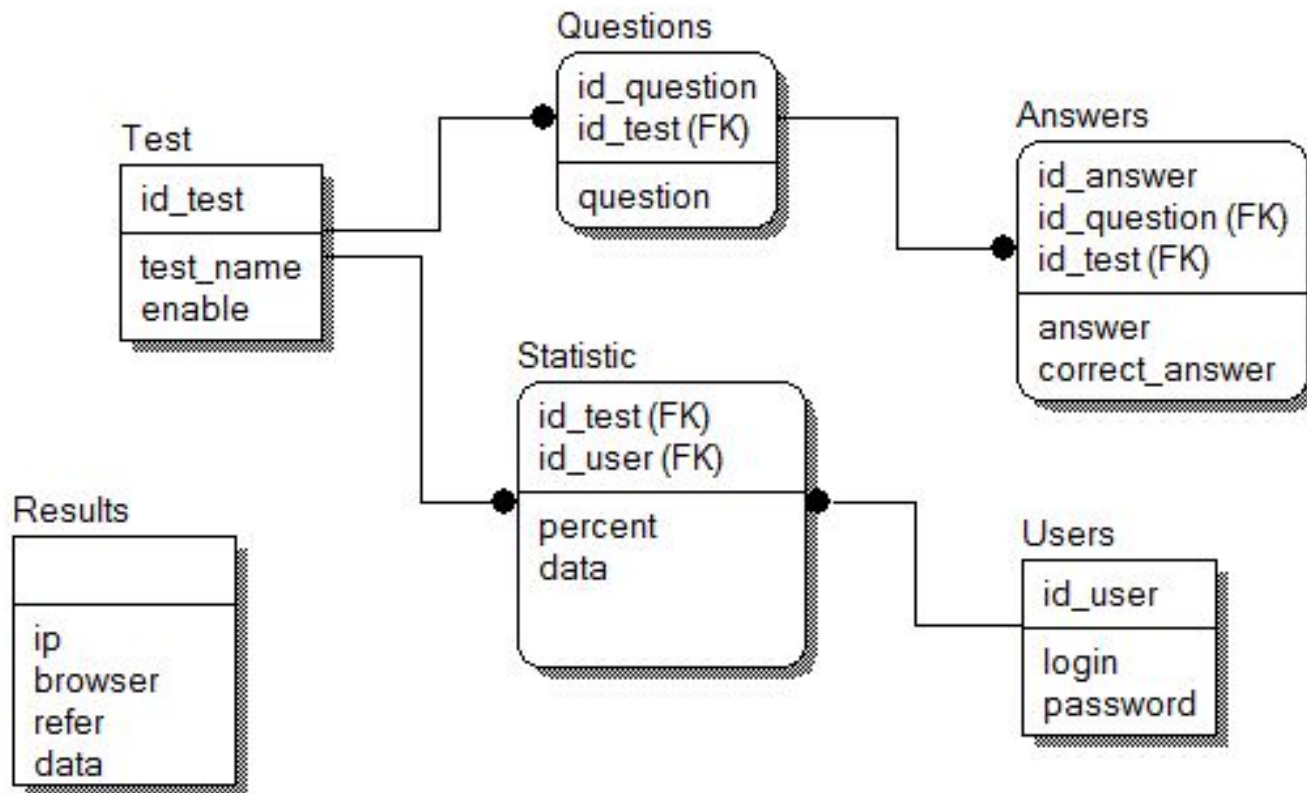 Questions
id_question
id_test (FK)
question
Test
id_test
test_name
enable
Answers
id_answer
id_question (FK)
id_test (FK)
answer
correct_answer
Statistic
id_test (FK)
id_user (FK)
percent
data
Results
ip
browser
refer
data
Users
id_user
login
password